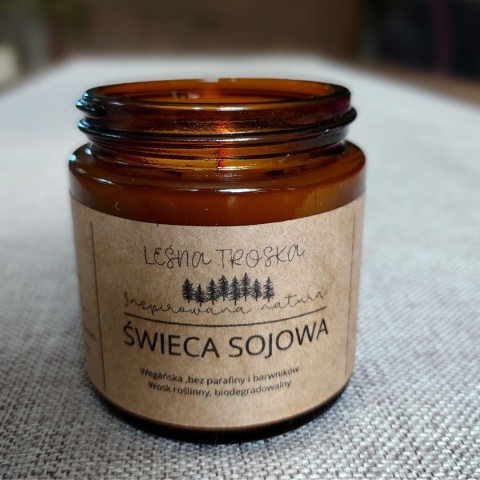 LEŚNA TROSKA
Inspirowana naturą
ŚWIECA SOJOWA
Wegańska ,bez parafiny i barwników
Wosk roślinny, biodegradowalny